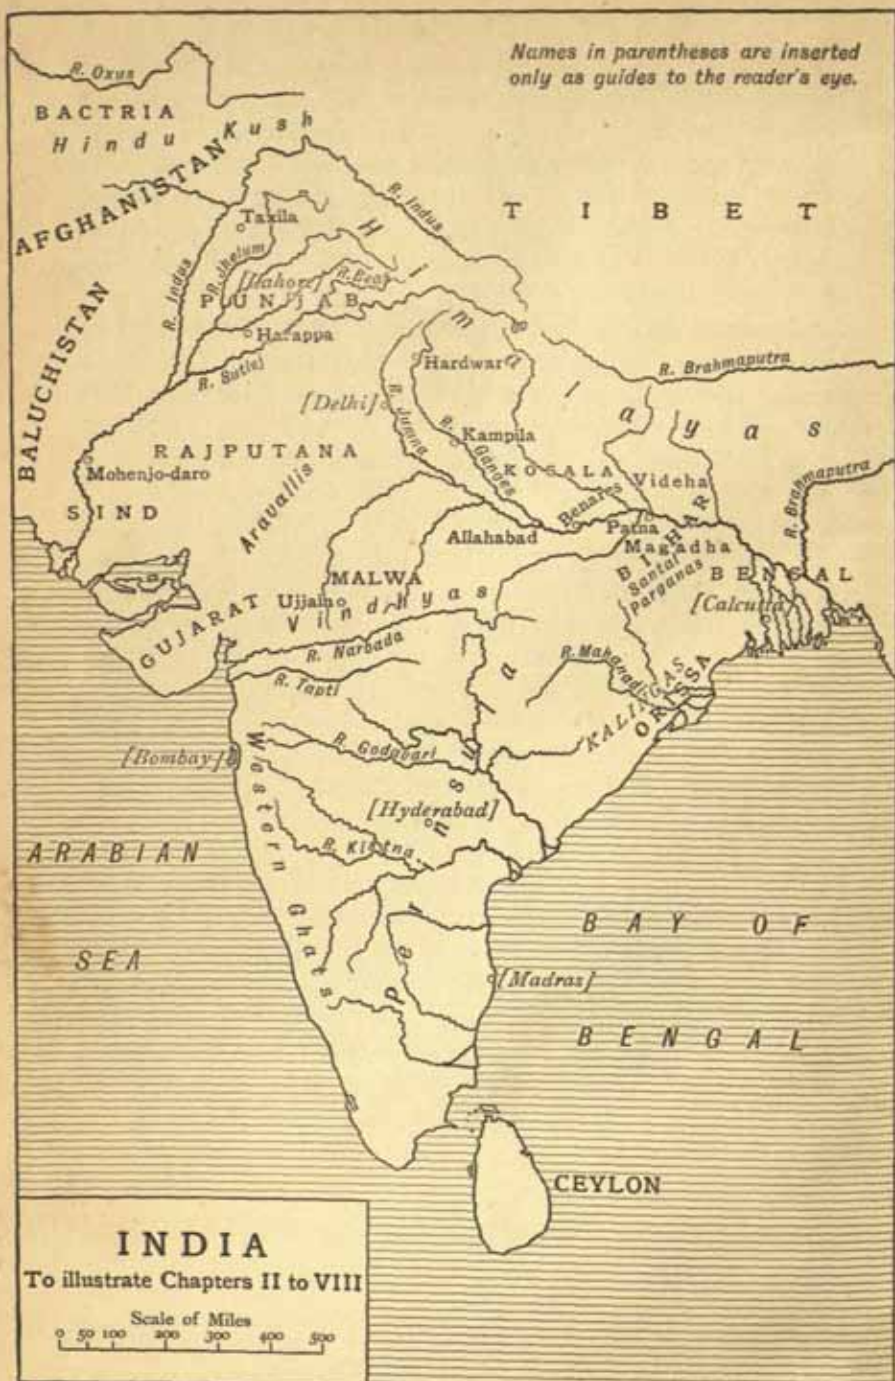 Names in parentheses are inserted
only as guides to the reader's eye.
R. Oxus
BACTRIA
Hindu Kush
AFGHANISTAN
TIBET
R. Indus
Taxila
R. Indus
R. Jhelum
[Lahore]
R. Beas
PUNJAB
Harappa
Himalayas
BALUCHISTAN
R. Sutlej
Hardwar
R. Brahmaputra
[Delhi]
R. Jumna
R. Ganges
Kampila
RAJPUTANA
Mohenjo-daro
KOSALA
Videha
R. Brahmaputra
SIND
Aravallis
Benares
Allahabad
Patna
BIHAR
Magadha
Santal
Parganas
BENGAL
MALWA
Ujjain
Vindhyas
[Calcutta]
GUJARAT
R. Narbada
R. Tapti
R. Mahanadi
KALINGAS
ORISSA
[Bombay]
R. Godabari
Western Ghats
[Hyderabad]
R. Kistna
Peninsula
ARABIAN
SEA
BAY OF
BENGAL
[Madras]
CEYLON
INDIA
To illustrate Chapters II to VIII
Scale of Miles
0 50 100 200 300 400 500